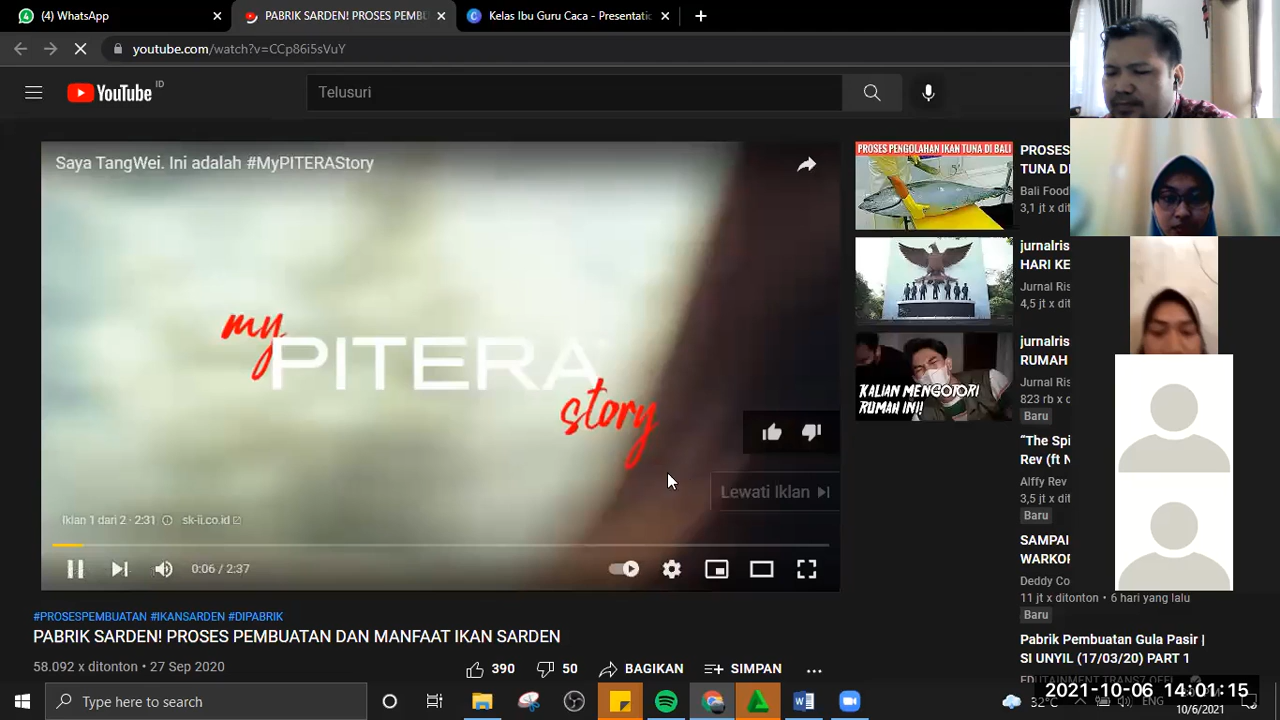 (4) WhatsApp
PABRIK SARDEN! PROSES PEMBU
Kelas Ibu Guru Caca - Presentatio
youtube.com/watch?v=CCp86i5sVuY
YouTube ID
Telusuri
Saya TangWei. Ini adalah #MyPITERAStory
my
PITERA
story
Lewati Iklan
Iklan 1 dari 2 · 2:31
sk-ii.co.id
0:06 / 2:37
#PROSESPEMBUATAN #IKANSARDEN #DIPABRIK
PABRIK SARDEN! PROSES PEMBUATAN DAN MANFAAT IKAN SARDEN
58.092 x ditonton • 27 Sep 2020
390
50
BAGIKAN
SIMPAN
PROSES PENGOLAHAN IKAN TUNA DI BALI
PROSES
TUNA DI
Bali Food
3,1 jt x dit
jurnalris
HARI KE
Jurnal Ris
4,5 jt x dit
KALIAN MENGOTORI
RUMAH INI!
jurnalris
RUMAH
Jurnal Ris
823 rb x d
Baru
“The Spi
Rev (ft N
Alffy Rev
3,5 jt x dit
Baru
SAMPAI
WARKOP
Deddy Co
11 jt x ditonton • 6 hari yang lalu
Baru
Pabrik Pembuatan Gula Pasir |
SI UNYIL (17/03/20) PART 1
Type here to search
32°C
2021-10-06 14:01:15
10/6/2021